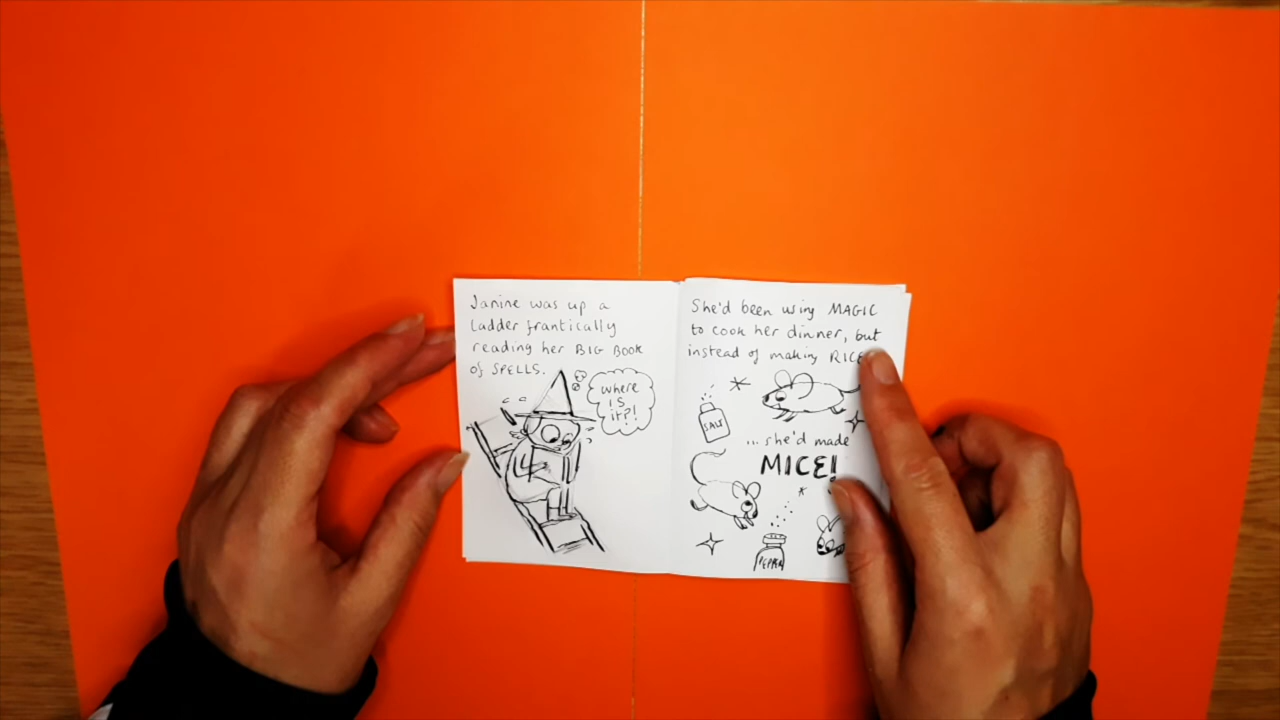 Janine was up a
ladder frantically
reading her BIG BOOK
of SPELLS.
where
IS
it?!
She'd been using MAGIC
to cook her dinner, but
instead of making RICE
SALT
... she'd made
MICE!
PEPPER